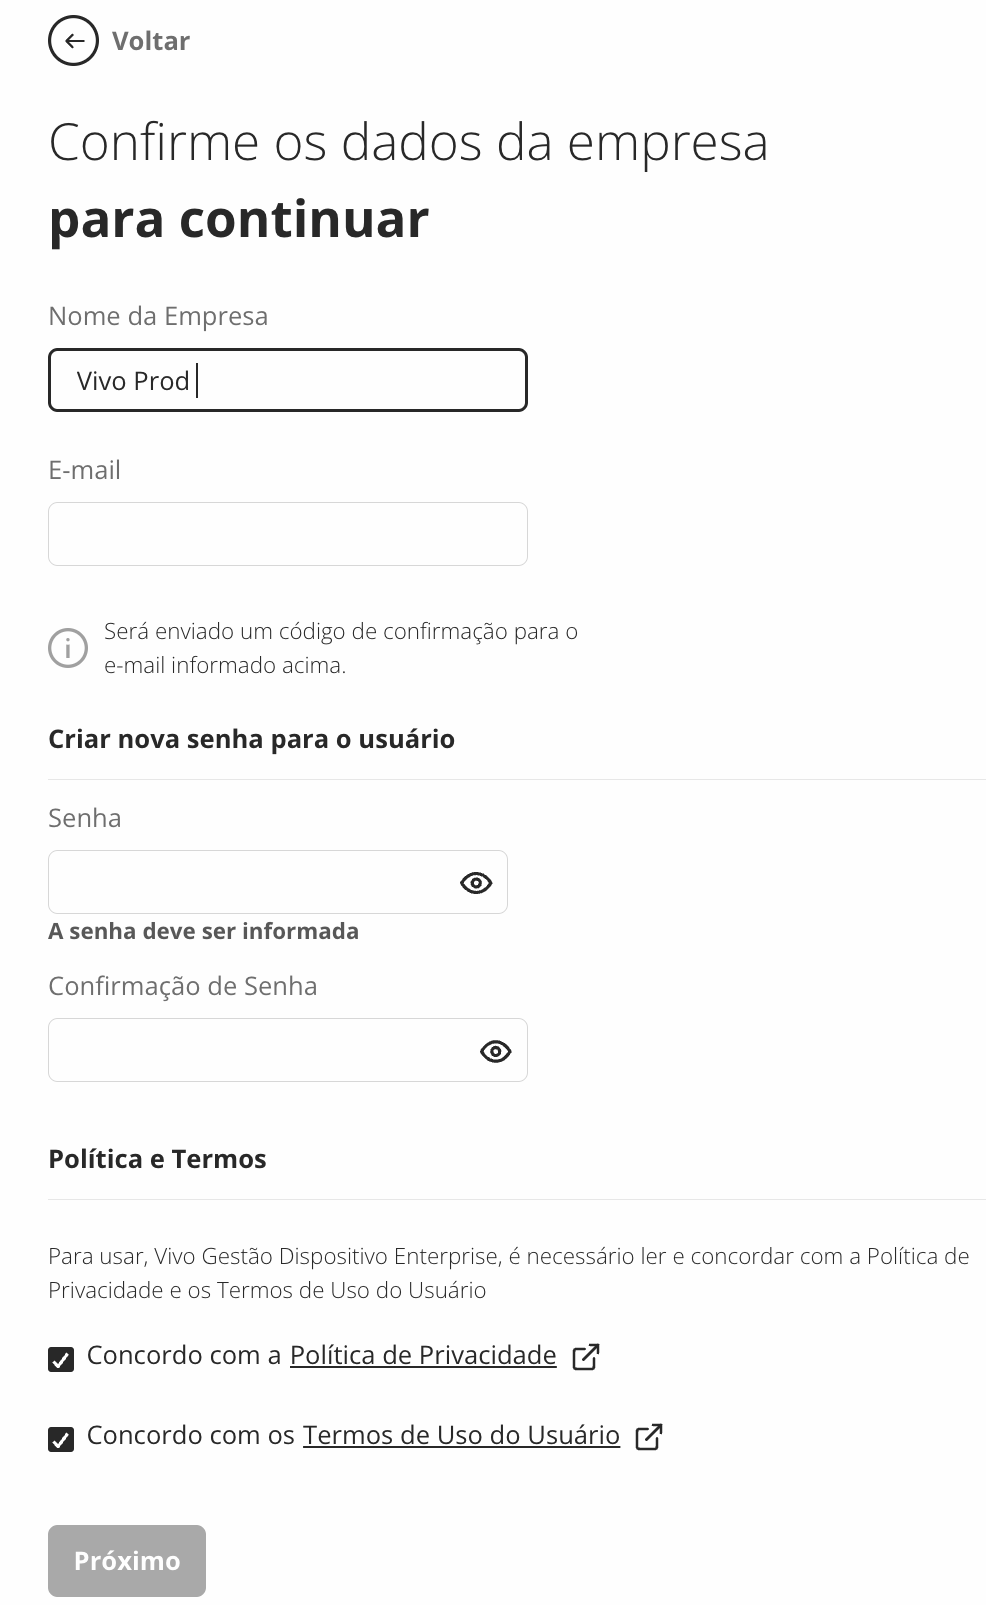 Voltar
Confirme os dados da empresa
para continuar
Nome da Empresa
Vivo Prod
E-mail
Será enviado um código de confirmação para o
e-mail informado acima.
Criar nova senha para o usuário
Senha
A senha deve ser informada
Confirmação de Senha
Política e Termos
Para usar, Vivo Gestão Dispositivo Enterprise, é necessário ler e concordar com a Política de
Privacidade e os Termos de Uso do Usuário
Concordo com a Política de Privacidade
Concordo com os Termos de Uso do Usuário
Próximo